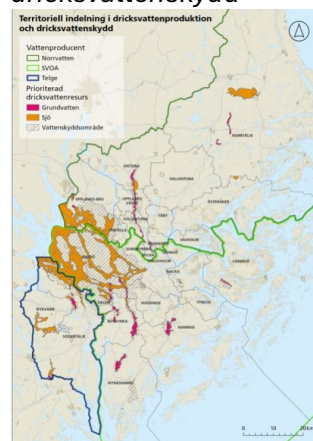 dricksvattenskydd
Territoriell indelning i dricksvattenproduktion
och dricksvattenskydd
Vattenproducent
Norrvatten
SVOA
Telge
Prioriterad
dricksvattenresurs
Grundvatten
Sjö
Vattenskyddsområde
NORRTÄLJE
SIGTUNA
VALLENTUNA
UPPLANDS-BRO
UPPLANDS
VÄSBY
ÖSTERÅKER
TÄBY
SOLLENTUNA
JÄRFÄLLA
VAXHOLM
EKERÖ
NACKA
VÄRMDÖ
TYRESÖ
HUDDINGE
BOTKYRKA
HANINGE
NYKVARN
SÖDERTÄLJE
NYNÄSHAMN
0 10 20 km